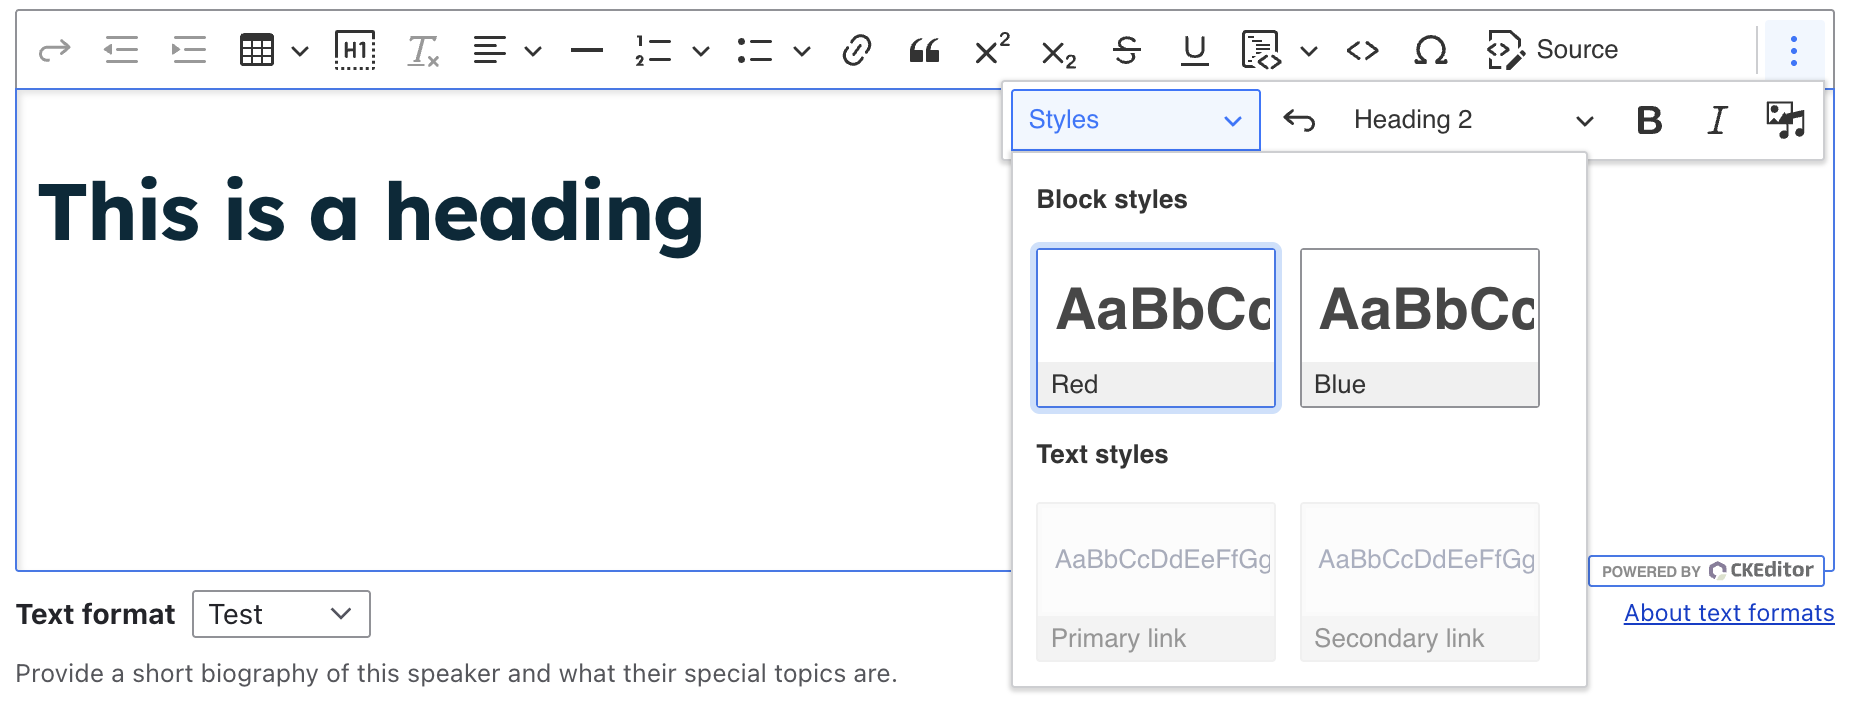 H1 Source
Styles Heading 2 B I
This is a heading
Block styles
AaBbCc AaBbCc
Red Blue
Text styles
AaBbCcDdEeFfGg AaBbCcDdEeFfGg
Primary link Secondary link
POWERED BY CKEditor
Text format Test
About text formats
Provide a short biography of this speaker and what their special topics are.